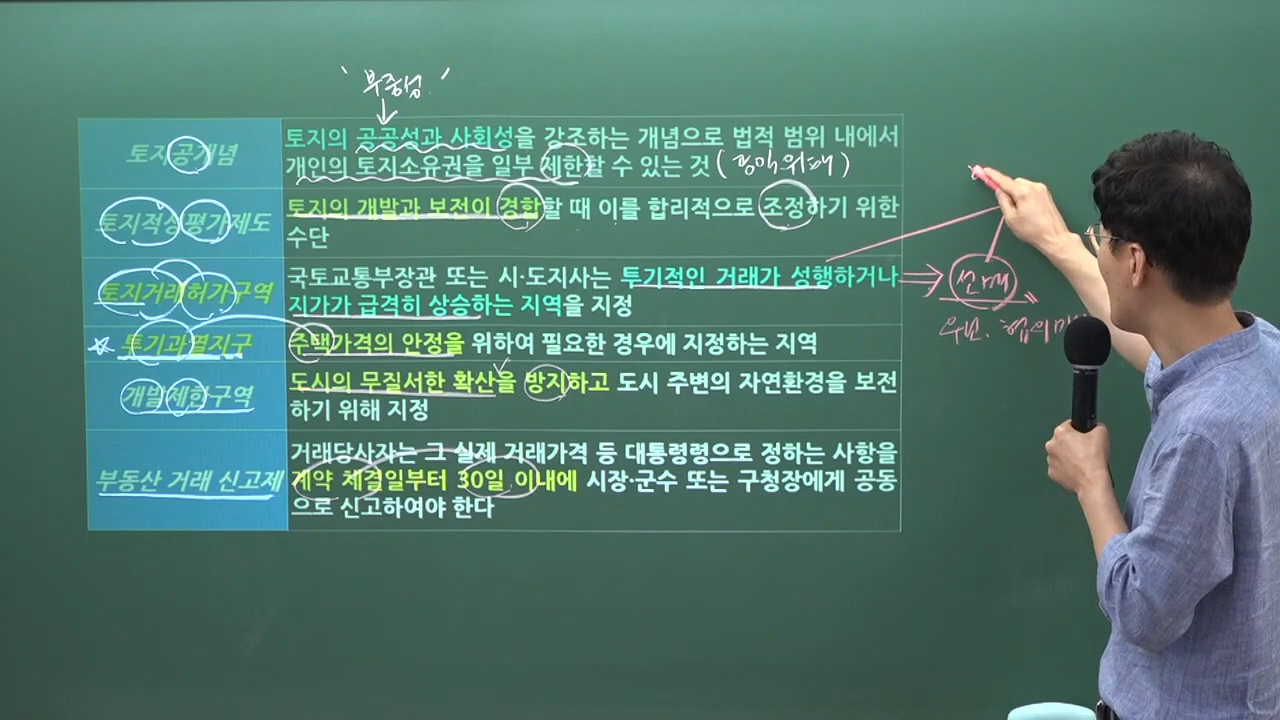 ' 부증성 '
토지공개념
토지의 공공성과 사회성을 강조하는 개념으로 법적 범위 내에서
개인의 토지소유권을 일부 제한할 수 있는 것
토지적성평가제도
토지의 개발과 보전이 경합할 때 이를 합리적으로 조정하기 위한
수단
토지거래허가구역
국토교통부장관 또는 시·도지사는 투기적인 거래가 성행하거나
지가가 급격히 상승하는 지역을 지정
선매
투기과열지구
주택가격의 안정을 위하여 필요한 경우에 지정하는 지역
개발제한구역
도시의 무질서한 확산을 방지하고 도시 주변의 자연환경을 보전
하기 위해 지정
부동산 거래 신고제
거래당사자는 그 실제 거래가격 등 대통령령으로 정하는 사항을
계약 체결일부터 30일 이내에 시장·군수 또는 구청장에게 공동
으로 신고하여야 한다